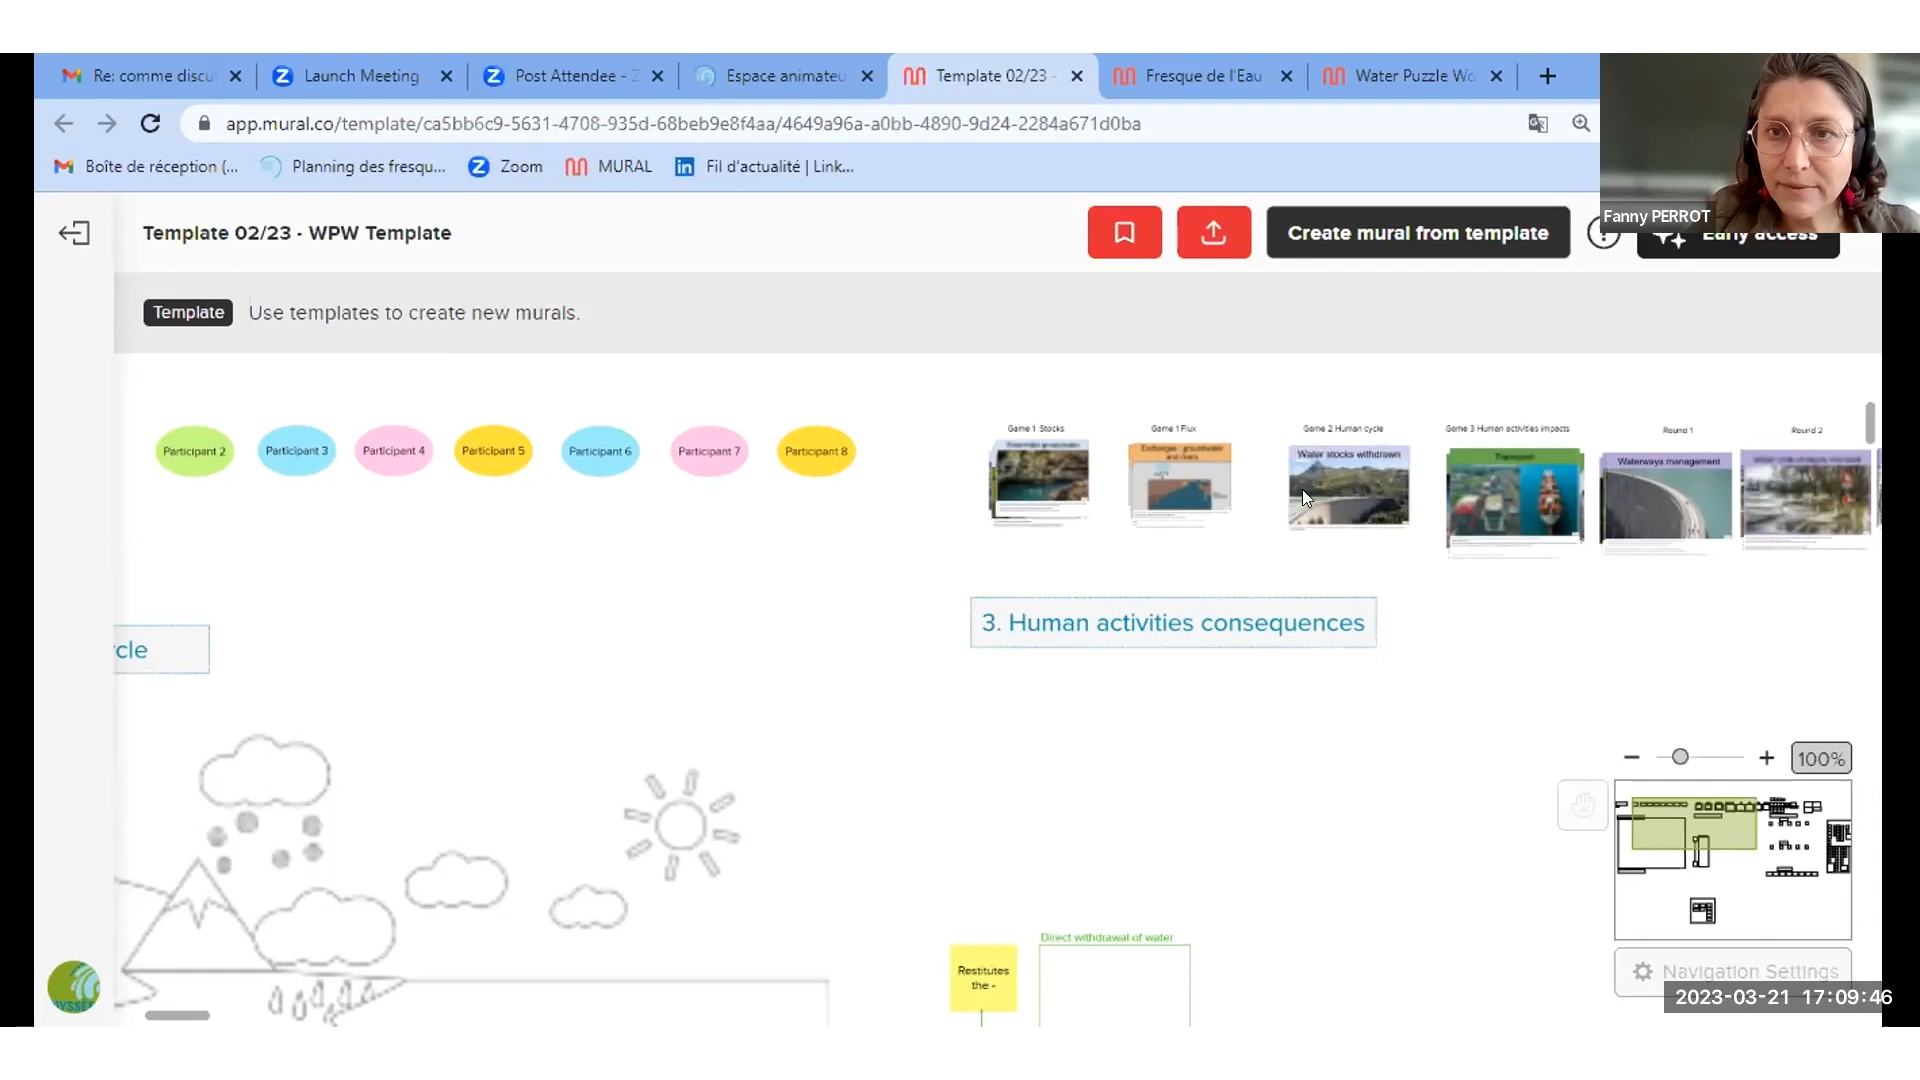 Re: comme discu
Launch Meeting
Post Attendee - Z
Espace animateu
Template 02/23 -
Fresque de l'Eau
Water Puzzle Wo
app.mural.co/template/ca5bb6c9-5631-4708-935d-68beb9e8f4aa/4649a96a-a0bb-4890-9d24-2284a671d0ba
Boîte de réception (...
Planning des fresqu...
Zoom
MURAL
Fil d'actualité | Link...
Fanny PERROT
Template 02/23 - WPW Template
Create mural from template
Early access
Template
Use templates to create new murals.
Participant 2
Participant 3
Participant 4
Participant 5
Participant 6
Participant 7
Participant 8
Game 1 Stocks
Game 1 Flux
Game 2 Human cycle
Game 3 Human activities impacts
Round 1
Round 2
Water stocks withdrawn
Transport
Waterways management
3. Human activities consequences
cle
100%
Direct withdrawal of water
Restitutes
the -
Navigation Settings
2023-03-21 17:09:46